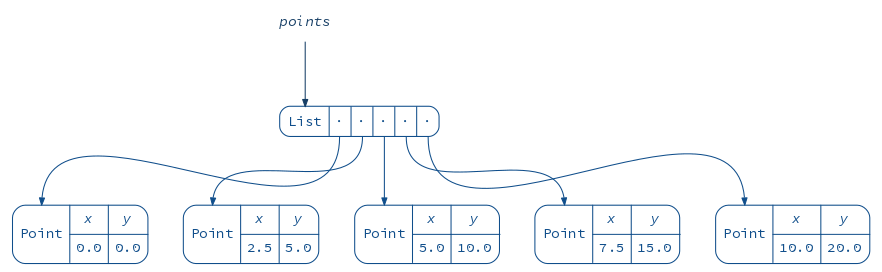 points
List · · · · ·
Point x y 0.0 0.0
Point x y 2.5 5.0
Point x y 5.0 10.0
Point x y 7.5 15.0
Point x y 10.0 20.0